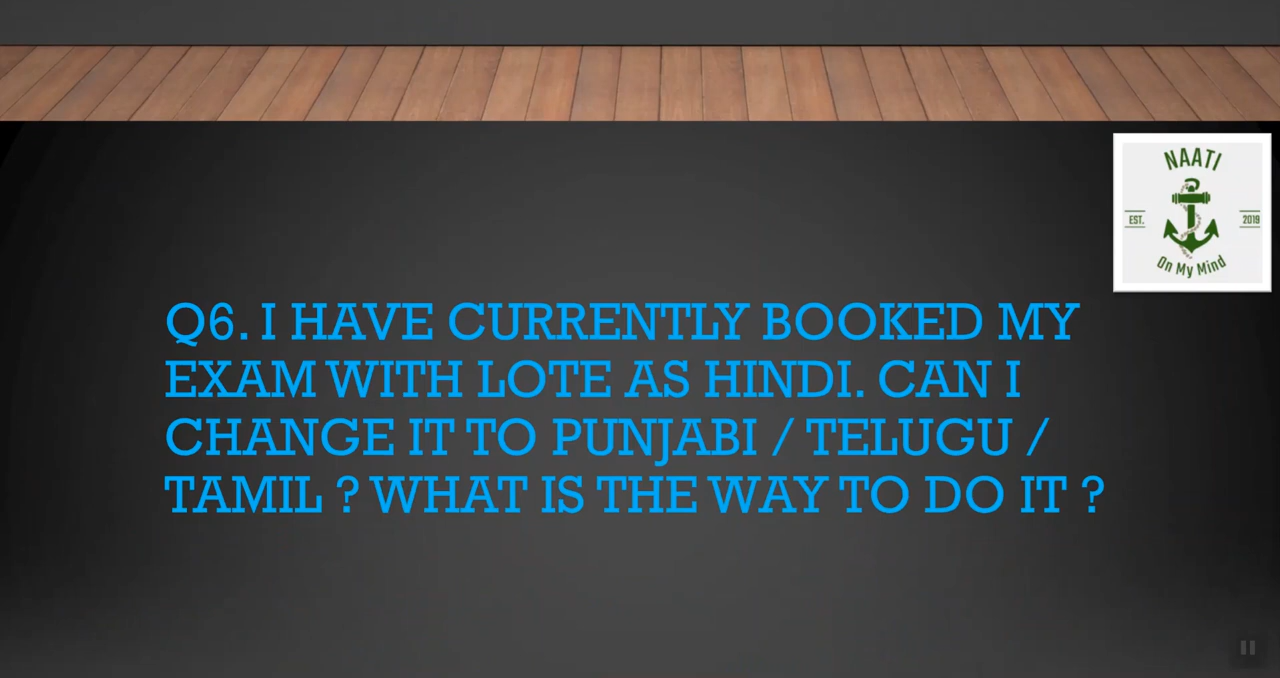 NAATI
EST. 2019
On My Mind
Q6. I HAVE CURRENTLY BOOKED MY
EXAM WITH LOTE AS HINDI. CAN I
CHANGE IT TO PUNJABI / TELUGU /
TAMIL ? WHAT IS THE WAY TO DO IT ?